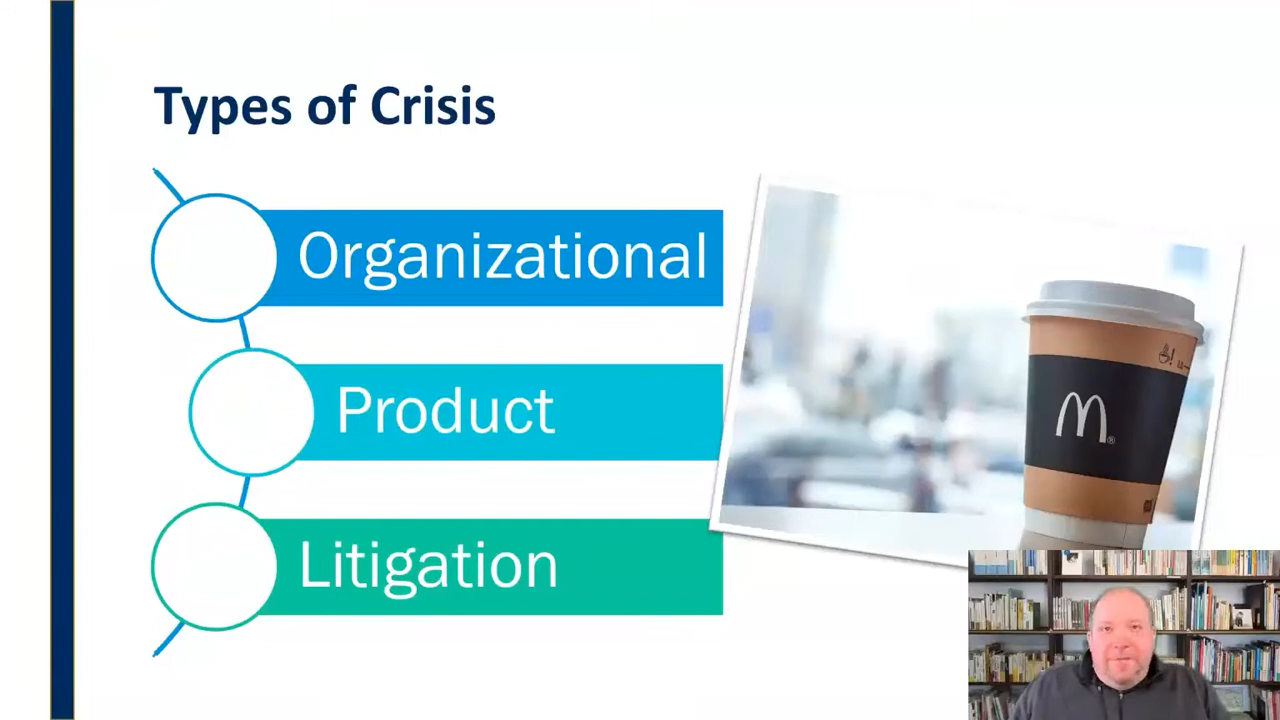 Types of Crisis
Organizational
Product
Litigation